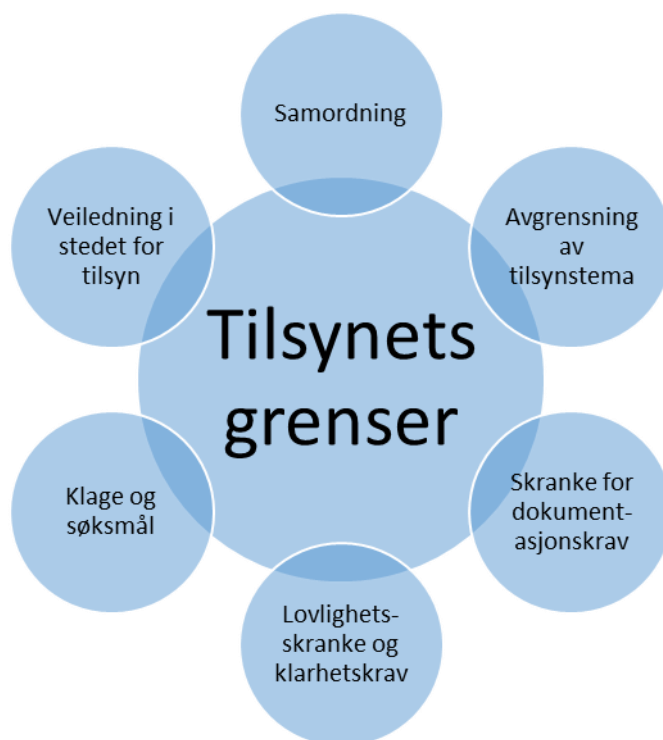 Samordning
Veiledning i
stedet for
tilsyn
Avgrensning
av
tilsynstema
Tilsynets
grenser
Klage og
søksmål
Skranke for
dokument-
asjonskrav
Lovlighets-
skranke og
klarhetskrav